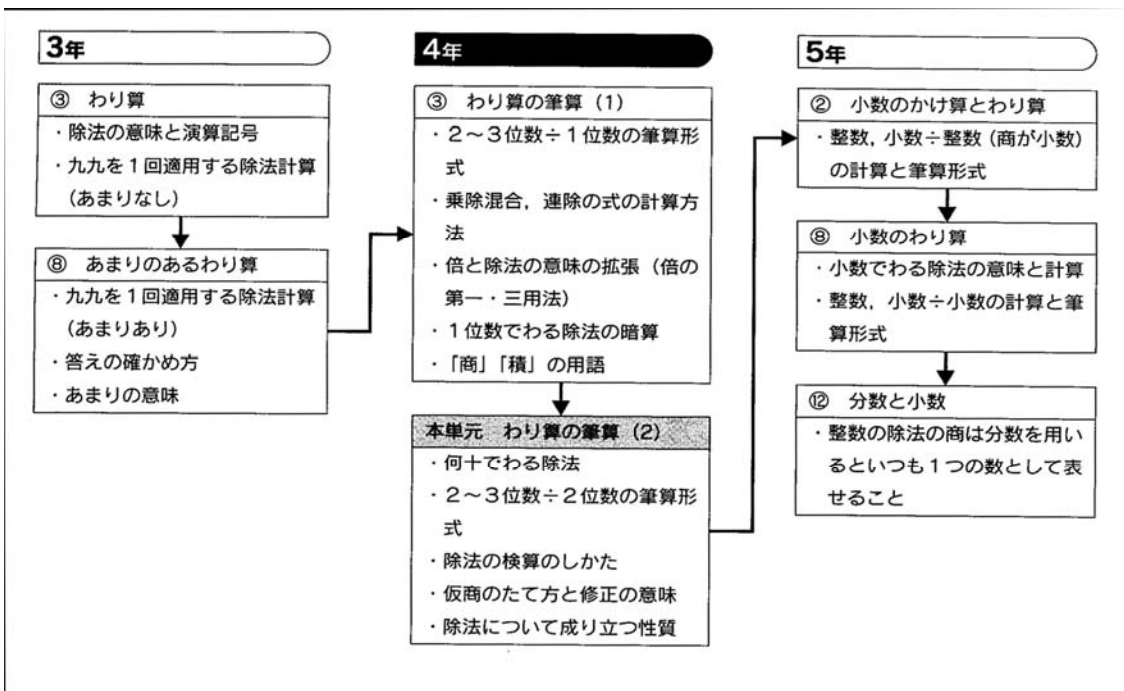 3年
③ わり算
・除法の意味と演算記号
・九九を1回適用する除法計算
(あまりなし)
⑧ あまりのあるわり算
・九九を1回適用する除法計算
(あまりあり)
・答えの確かめ方
・あまりの意味
4年
③ わり算の筆算(1)
・2~3位数÷1位数の筆算形
式
・乗除混合,連除の式の計算方
法
・倍と除法の意味の拡張(倍の
第一・三用法)
・1位数でわる除法の暗算
・「商」「積」の用語
本単元 わり算の筆算(2)
・何十でわる除法
・2~3位数÷2位数の筆算形
式
・除法の検算のしかた
・仮商のたて方と修正の意味
・除法について成り立つ性質
5年
② 小数のかけ算とわり算
・整数,小数÷整数(商が小数)
の計算と筆算形式
⑧ 小数のわり算
・小数でわる除法の意味と計算
・整数,小数÷小数の計算と筆
算形式
⑫ 分数と小数
・整数の除法の商は分数を用い
るといつも1つの数として表
せること